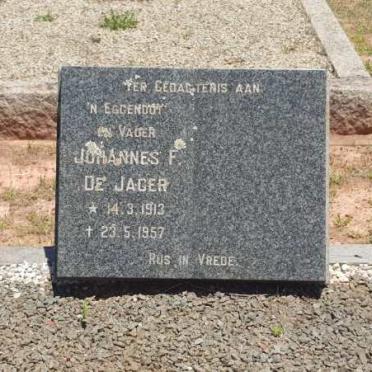 TER GEDAGTENIS AAN
'N EGGENOOT
EN VADER
JOHANNES F.
DE JAGER
* 14.3.1913
† 23.5.1957
RUS IN VREDE.